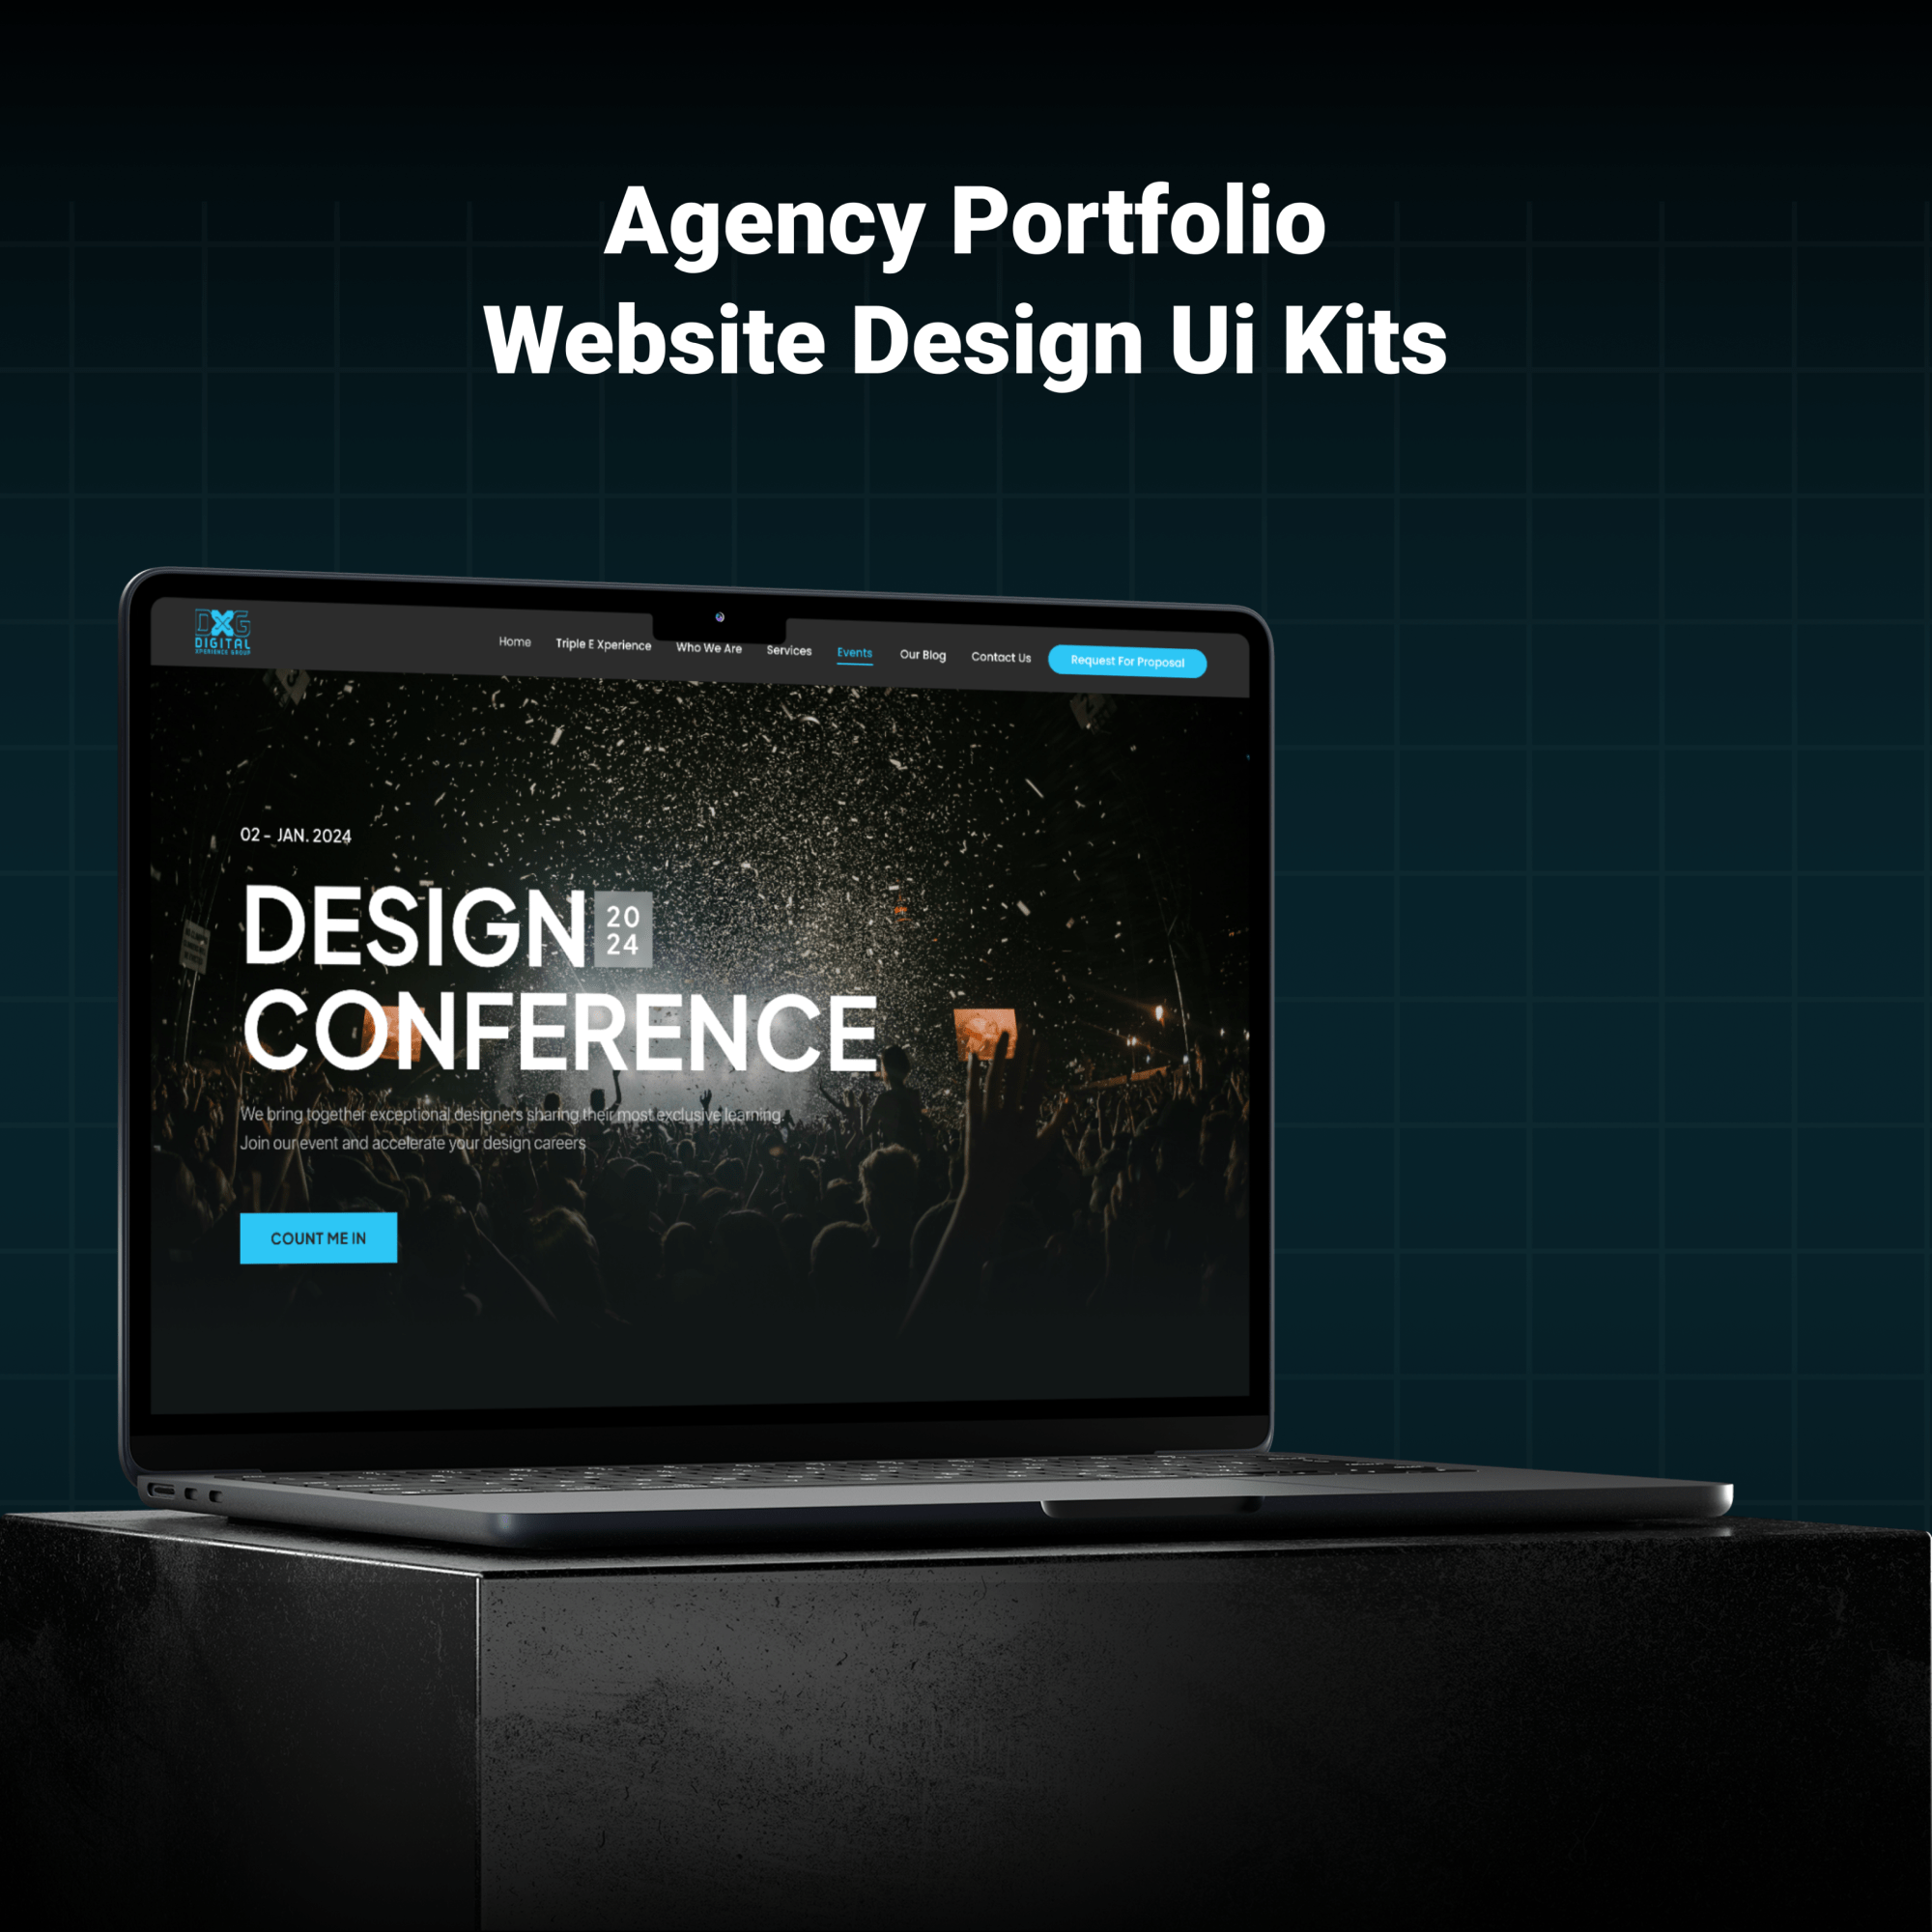 Agency Portfolio
Website Design Ui Kits
DXG
DIGITAL
XPERIENCE GROUP
Home Triple E Xperience Who We Are Services Events Our Blog Contact Us Request For Proposal
02 - JAN. 2024
DESIGN 20
24
CONFERENCE
We bring together exceptional designers sharing their most exclusive learning.
Join our event and accelerate your design careers
COUNT ME IN